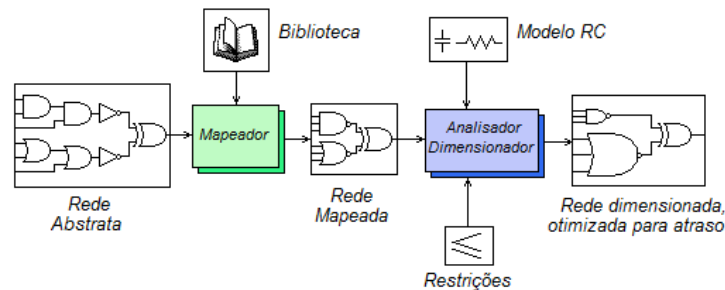 Biblioteca
Modelo RC
Mapeador
Analisador
Dimensionador
Rede
Abstrata
Rede
Mapeada
Rede dimensionada,
otimizada para atraso
Restrições